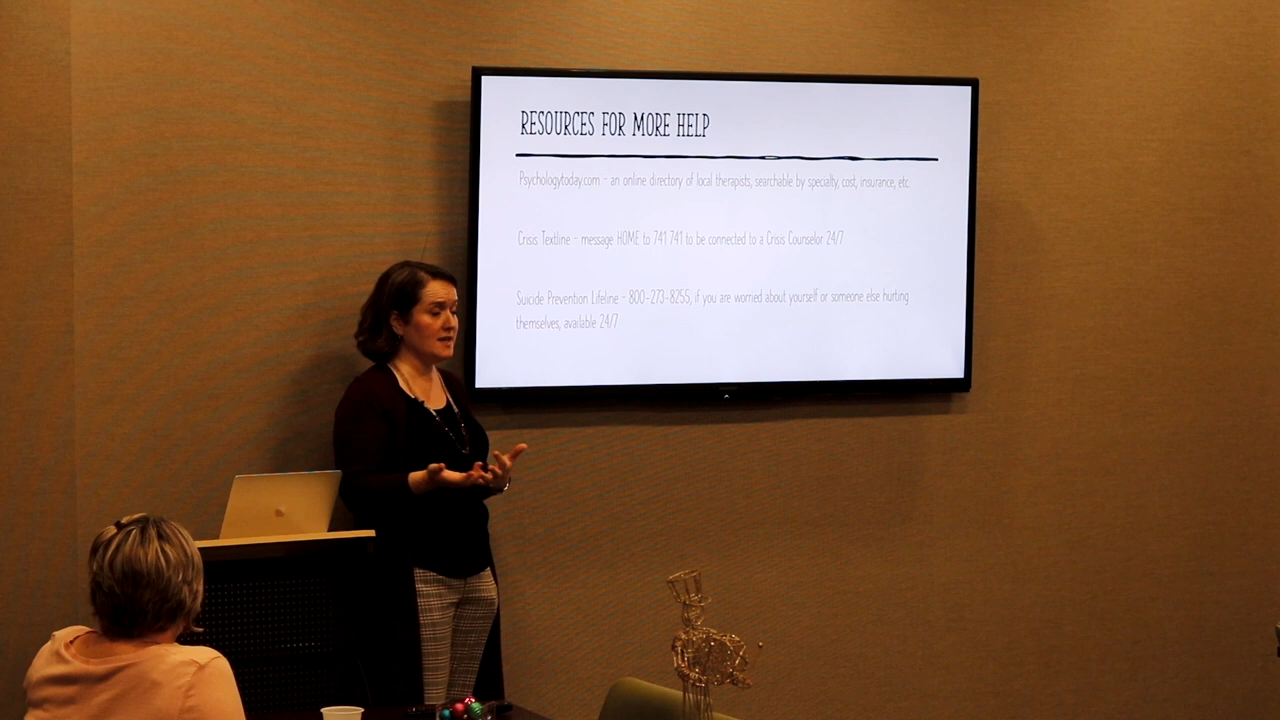 RESOURCES FOR MORE HELP
Psychologytoday.com - an online directory of local therapists, searchable by specialty, cost, insurance, etc.
Crisis Textline - message HOME to 741 741 to be connected to a Crisis Counselor 24/7
Suicide Prevention Lifeline - 800-273-8255, if you are worried about yourself or someone else hurting
themselves, available 24/7